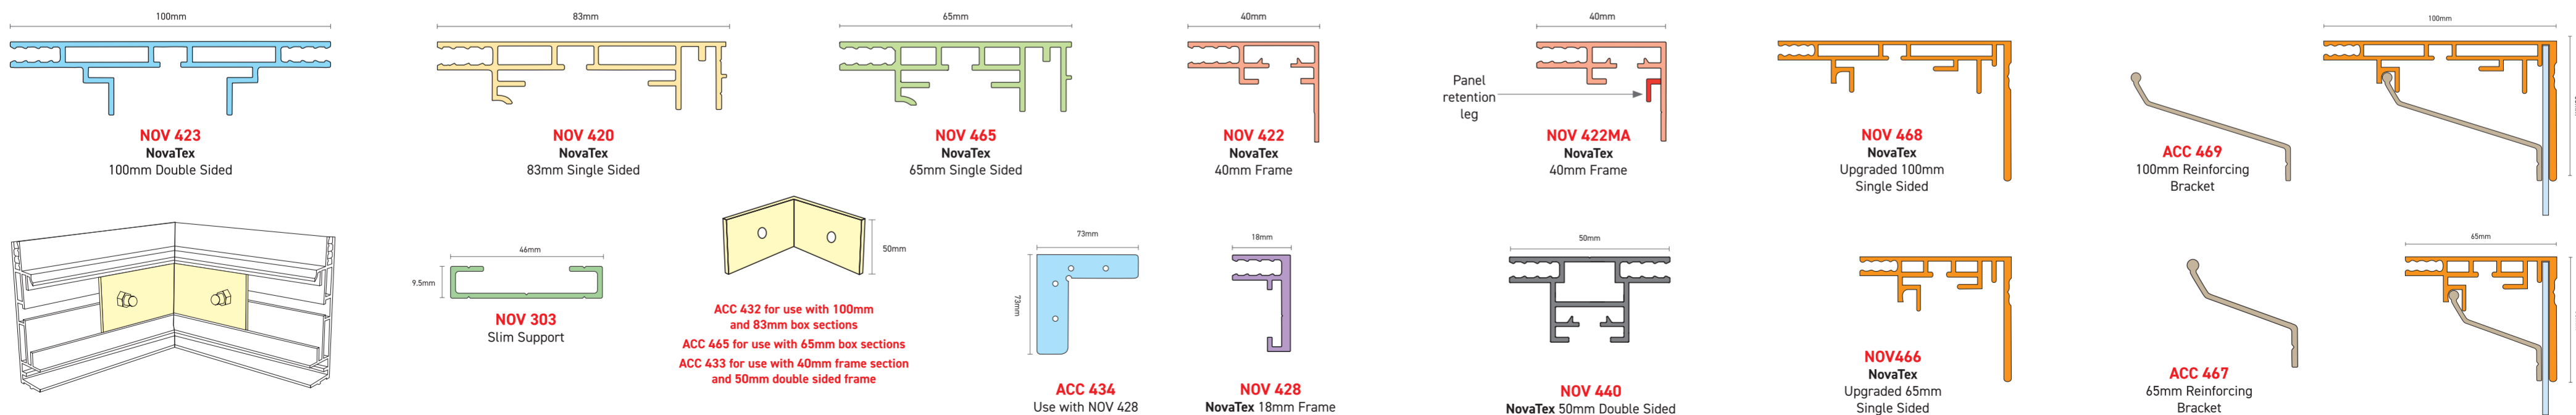 100mm
NOV 423
NovaTex
100mm Double Sided
83mm
NOV 420
NovaTex
83mm Single Sided
65mm
NOV 465
NovaTex
65mm Single Sided
40mm
NOV 422
NovaTex
40mm Frame
40mm
Panel
retention
leg
NOV 422MA
NovaTex
40mm Frame
NOV 468
NovaTex
Upgraded 100mm
Single Sided
ACC 469
100mm Reinforcing
Bracket
100mm
46mm
9.5mm
NOV 303
Slim Support
50mm
ACC 432 for use with 100mm
and 83mm box sections
ACC 465 for use with 65mm box sections
ACC 433 for use with 40mm frame section
and 50mm double sided frame
73mm
73mm
ACC 434
Use with NOV 428
18mm
NOV 428
NovaTex 18mm Frame
50mm
NOV 440
NovaTex 50mm Double Sided
NOV466
NovaTex
Upgraded 65mm
Single Sided
ACC 467
65mm Reinforcing
Bracket
65mm